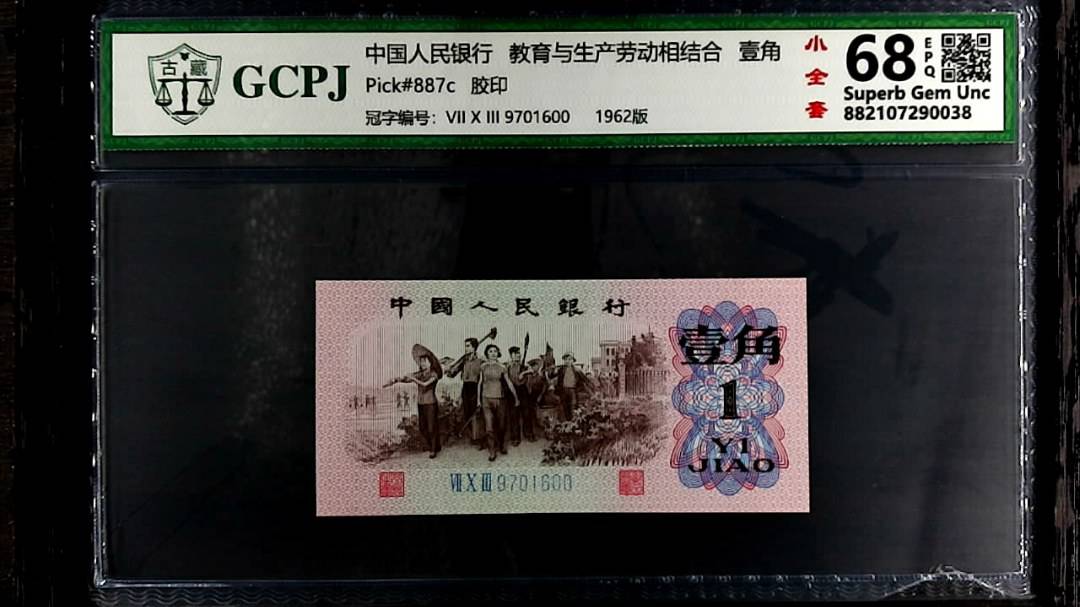 古 藏
GCPJ
中国人民银行 教育与生产劳动相结合 壹角
Pick#887c 胶印
冠字编号: VII X III 9701600 1962版
小全套
68
EPQ
Superb Gem Unc
882107290038
中國人民銀行
壹角
1
YI
JIAO
Ⅶ Ⅹ Ⅲ 9701600